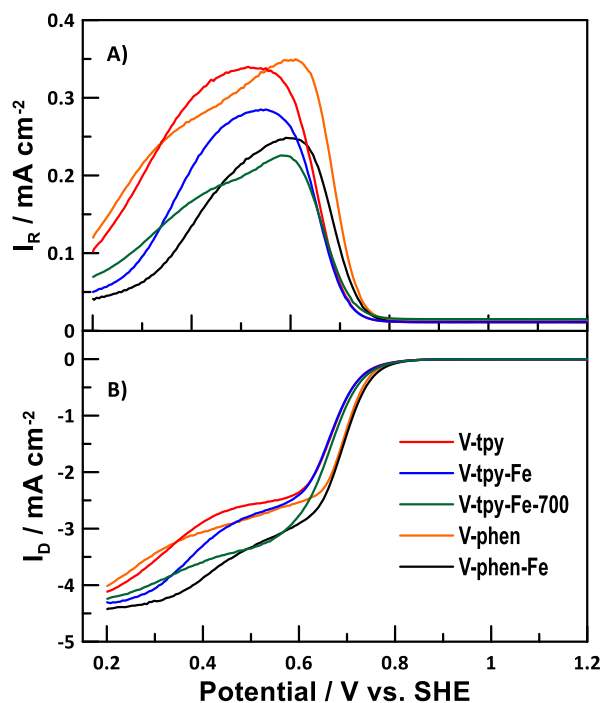 A)
0.4
0.3
0.2
0.1
0
I_R / mA cm⁻²
B)
0
-1
-2
-3
-4
-5
I_D / mA cm⁻²
V-tpy
V-tpy-Fe
V-tpy-Fe-700
V-phen
V-phen-Fe
0.2 0.4 0.6 0.8 1 1.2
Potential / V vs. SHE